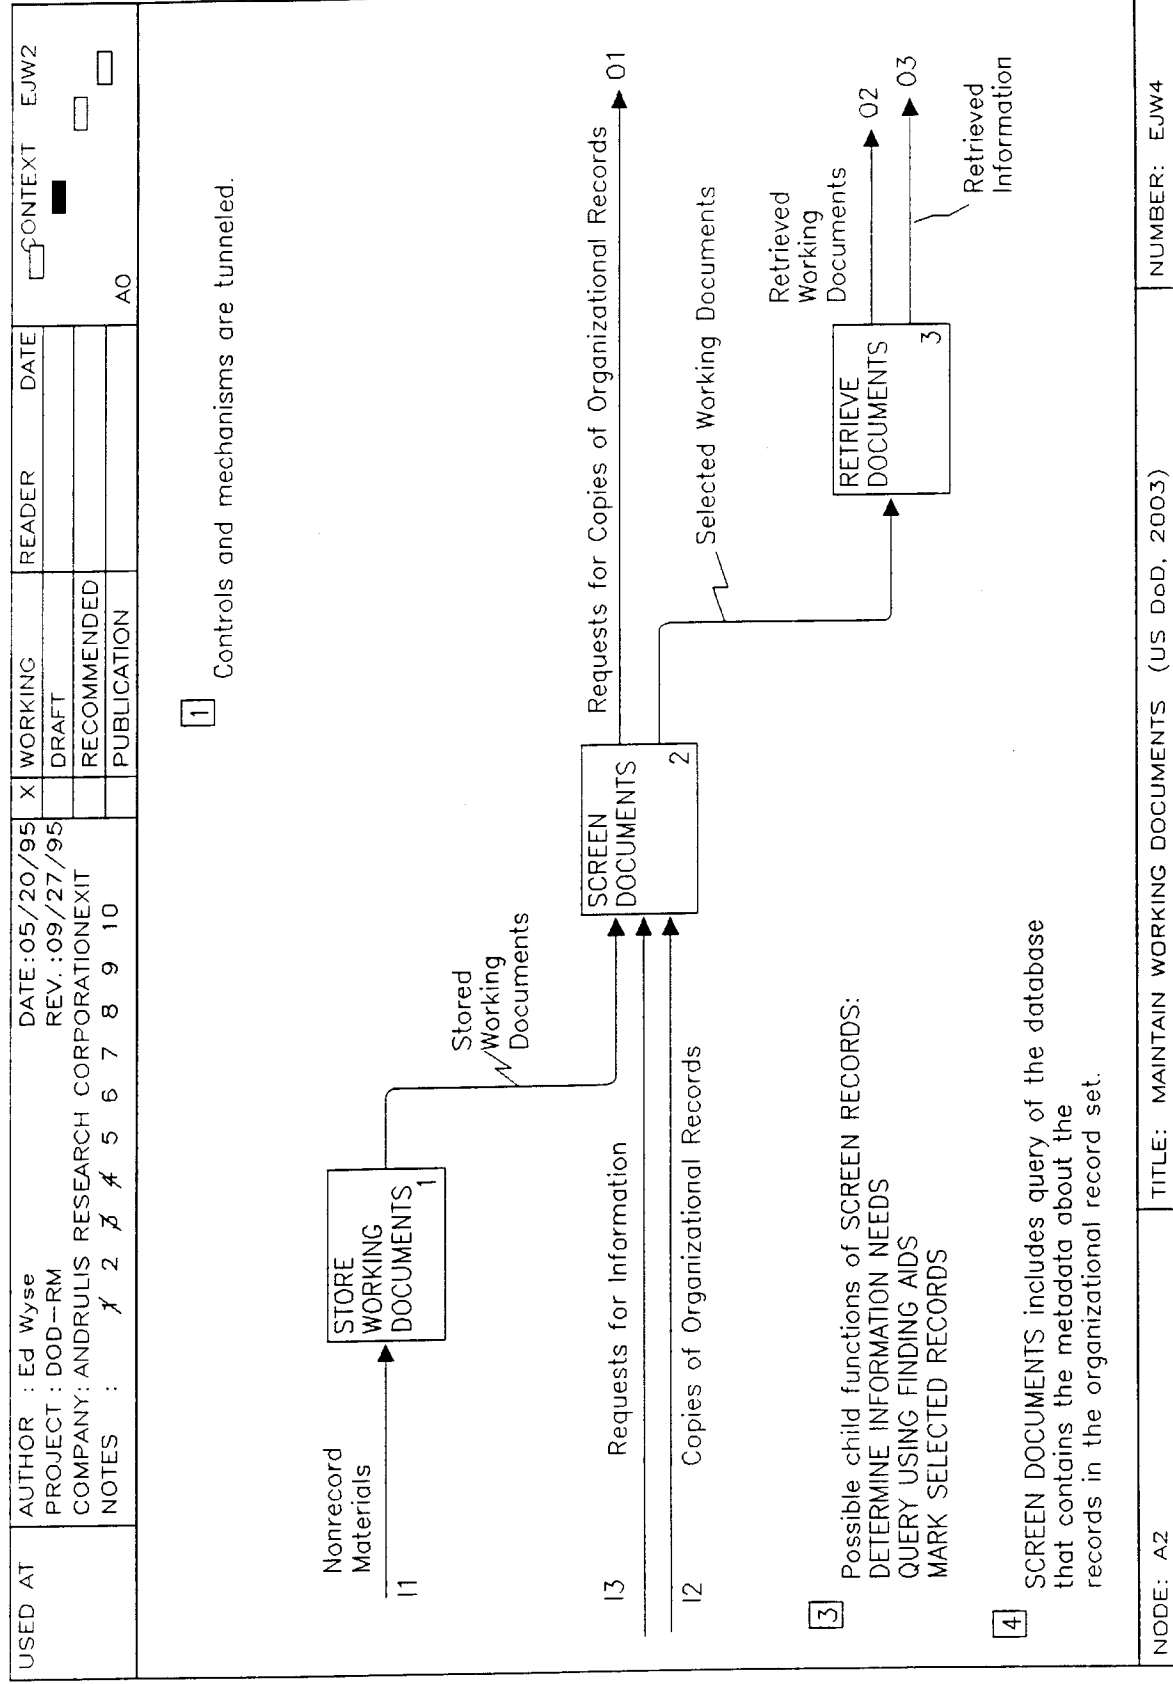 USED AT
AUTHOR : Ed Wyse
DATE:05/20/95
PROJECT : DOD-RM
REV.:09/27/95
COMPANY: ANDRULIS RESEARCH CORPORATIONEXIT
NOTES : 1 2 3 4 5 6 7 8 9 10
X WORKING
DRAFT
RECOMMENDED
PUBLICATION
READER DATE
CONTEXT EJW2
A0
1 Controls and mechanisms are tunneled.
Nonrecord
Materials
I1
STORE
WORKING
DOCUMENTS
1
Stored
Working
Documents
I3
Requests for Information
I2
Copies of Organizational Records
SCREEN
DOCUMENTS
2
Requests for Copies of Organizational Records
O1
Selected Working Documents
RETRIEVE
DOCUMENTS
3
Retrieved
Working
Documents
O2
O3
Retrieved
Information
3 Possible child functions of SCREEN RECORDS:
DETERMINE INFORMATION NEEDS
QUERY USING FINDING AIDS
MARK SELECTED RECORDS
4 SCREEN DOCUMENTS includes query of the database
that contains the metadata about the
records in the organizational record set.
NODE: A2
TITLE: MAINTAIN WORKING DOCUMENTS (US DoD, 2003)
NUMBER: EJW4